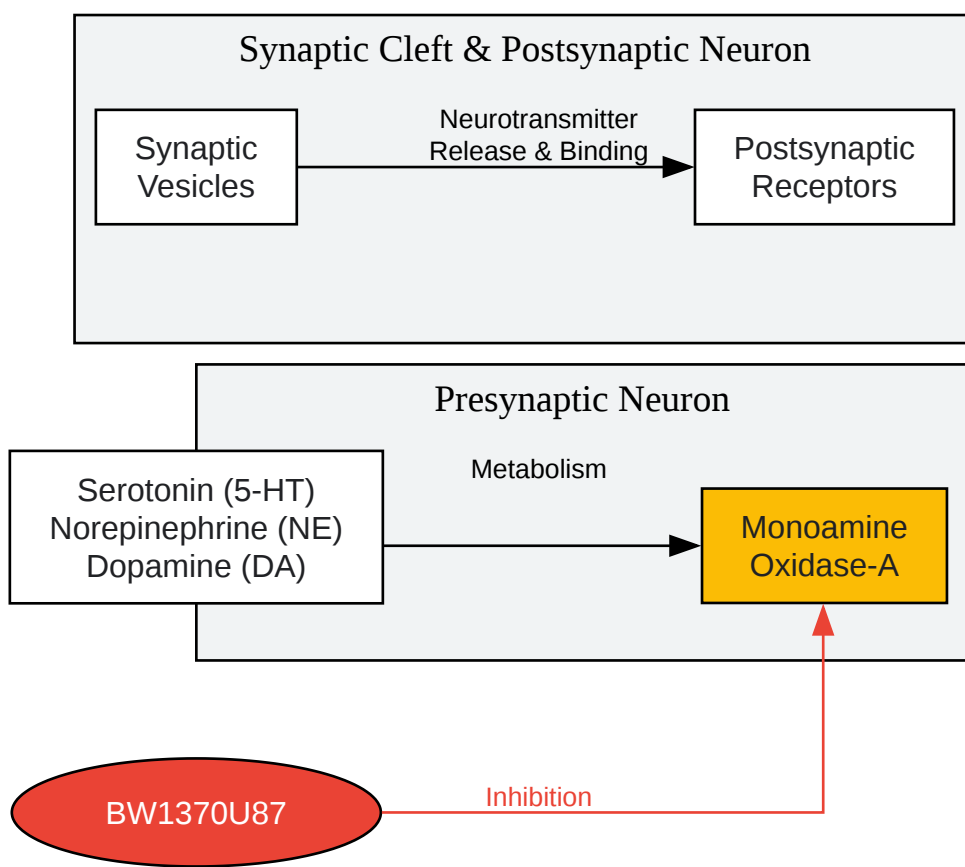 Synaptic Cleft & Postsynaptic Neuron
Synaptic
Vesicles
Neurotransmitter
Release & Binding
Postsynaptic
Receptors
Presynaptic Neuron
Serotonin (5-HT)
Norepinephrine (NE)
Dopamine (DA)
Metabolism
Monoamine
Oxidase-A
BW1370U87
Inhibition